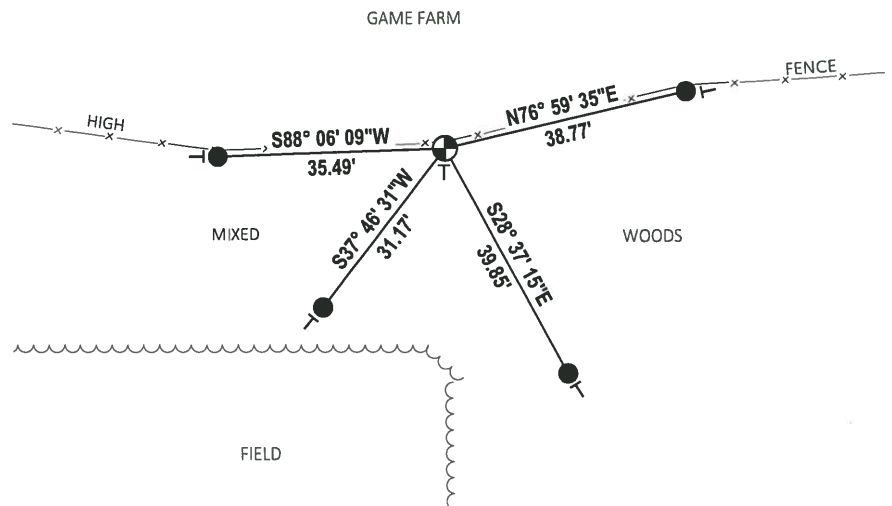 GAME FARM
FENCE
HIGH
N76° 59' 35"E
38.77'
S88° 06' 09"W
35.49'
S37° 46' 31"W
31.17'
S28° 37' 15"E
39.85'
MIXED
WOODS
FIELD